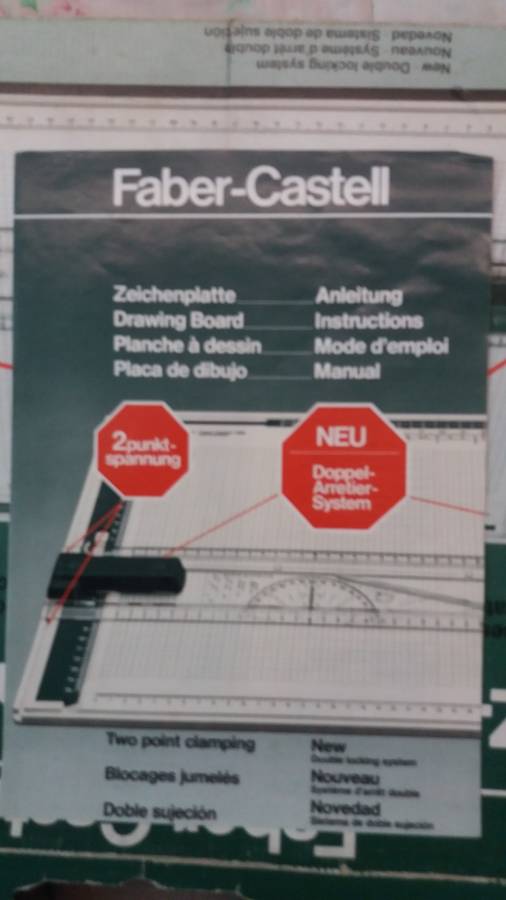 Novedad · Sistema de doble sujeción
Nouveau · Système d'arrêt double
New · Double locking system
Faber-Castell
Zeichenplatte Anleitung
Drawing Board Instructions
Planche à dessin Mode d'emploi
Placa de dibujo Manual
2punkt-
spannung
NEU
Doppel-
Arretier-
System
Two point clamping
New
Double locking system
Blocages jumelés
Nouveau
Système d'arrêt double
Doble sujeción
Novedad
Sistema de doble sujeción